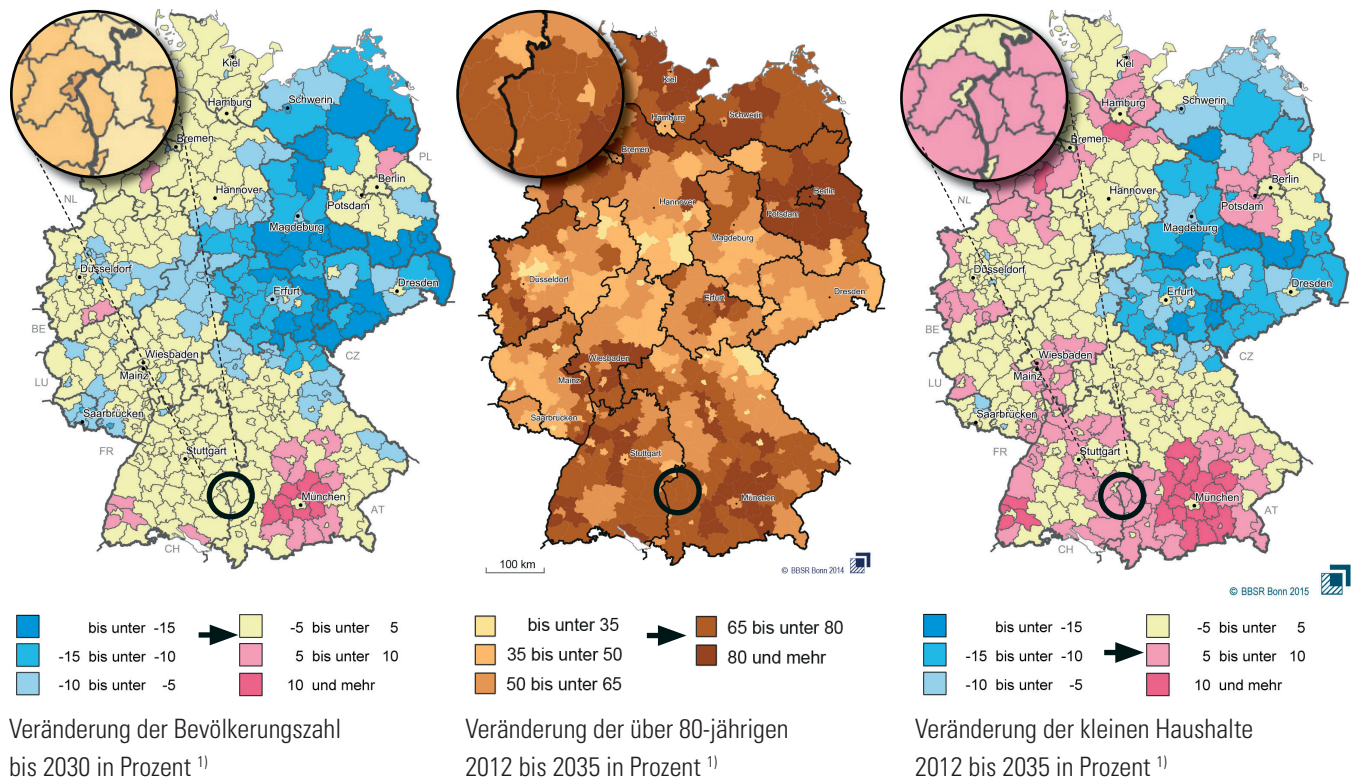 Kiel
Hamburg
Schwerin
Bremen
PL
Berlin
Hannover
Potsdam
NL
Magdeburg
Düsseldorf
Erfurt
Dresden
BE
Wiesbaden
CZ
LU
Mainz
Saarbrücken
FR
Stuttgart
München
AT
CH
bis unter -15
-5 bis unter 5
-15 bis unter -10
5 bis unter 10
-10 bis unter -5
10 und mehr
Veränderung der Bevölkerungszahl
bis 2030 in Prozent 1)
Kiel
Hamburg
Schwerin
Bremen
Berlin
Hannover
Potsdam
Magdeburg
Düsseldorf
Erfurt
Dresden
Wiesbaden
Mainz
Saarbrücken
Stuttgart
München
100 km
© BBSR Bonn 2014
bis unter 35
65 bis unter 80
35 bis unter 50
80 und mehr
50 bis unter 65
Veränderung der über 80-jährigen
2012 bis 2035 in Prozent 1)
Kiel
Hamburg
Schwerin
Bremen
PL
Berlin
Hannover
Potsdam
NL
Magdeburg
Düsseldorf
Erfurt
Dresden
BE
Wiesbaden
CZ
LU
Mainz
Saarbrücken
FR
Stuttgart
München
AT
CH
© BBSR Bonn 2015
bis unter -15
-5 bis unter 5
-15 bis unter -10
5 bis unter 10
-10 bis unter -5
10 und mehr
Veränderung der kleinen Haushalte
2012 bis 2035 in Prozent 1)